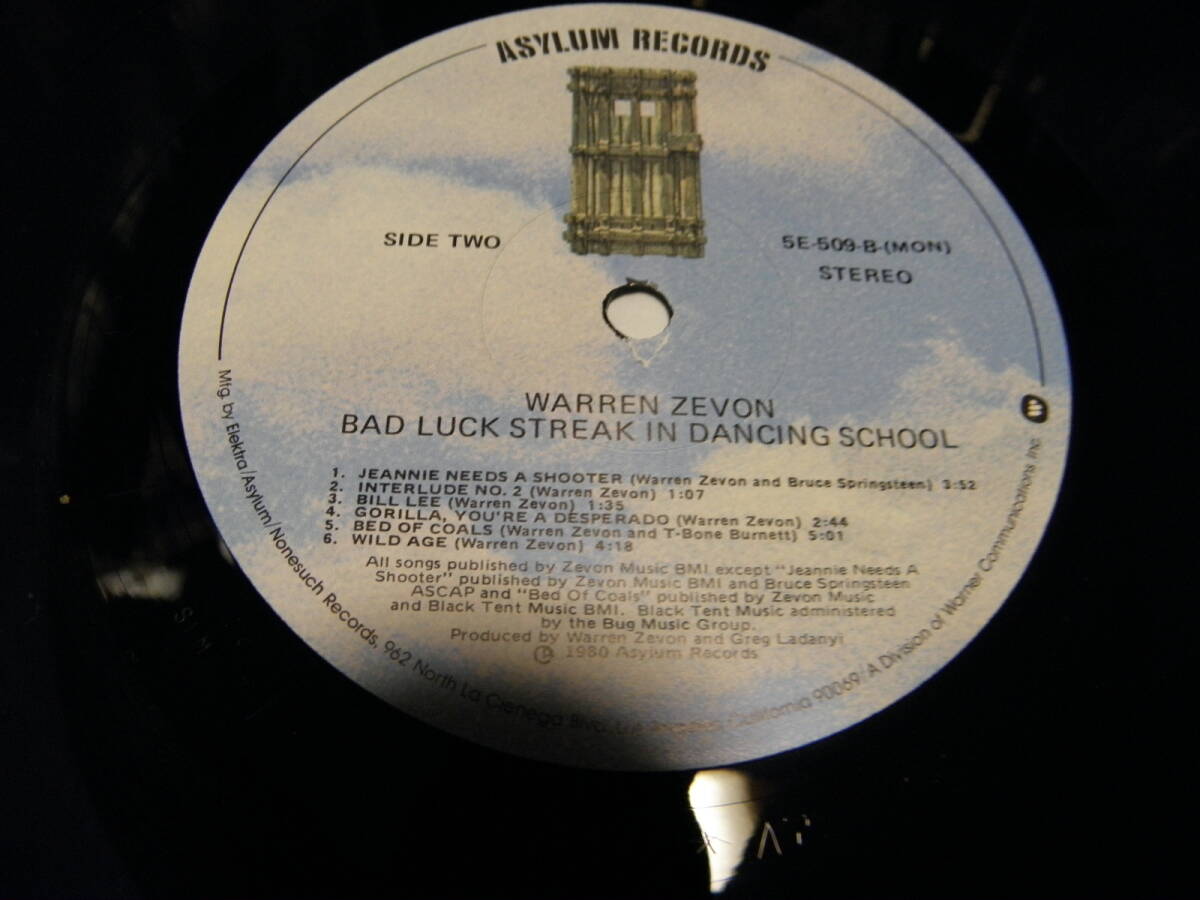 ASYLUM RECORDS
SIDE TWO
5E-509-B-(MON)
STEREO
WARREN ZEVON
BAD LUCK STREAK IN DANCING SCHOOL
1. JEANNIE NEEDS A SHOOTER (Warren Zevon and Bruce Springsteen) 3:52
2. INTERLUDE NO. 2 (Warren Zevon) 1:07
3. BILL LEE (Warren Zevon) 1:35
4. GORILLA, YOU'RE A DESPERADO (Warren Zevon) 2:44
5. BED OF COALS (Warren Zevon and T-Bone Burnett) 5:01
6. WILD AGE (Warren Zevon) 4:18
All songs published by Zevon Music BMI except "Jeannie Needs A
Shooter" published by Zevon Music BMI and Bruce Springsteen
ASCAP and "Bed Of Coals" published by Zevon Music
and Black Tent Music BMI. Black Tent Music administered
by the Bug Music Group.
Produced by Warren Zevon and Greg Ladanyi
℗ 1980 Asylum Records
Mfg. by Elektra/Asylum/Nonesuch Records, 962 North La Cienega Blvd. Los Angeles, California 90069/A Division of Warner Communications Inc.